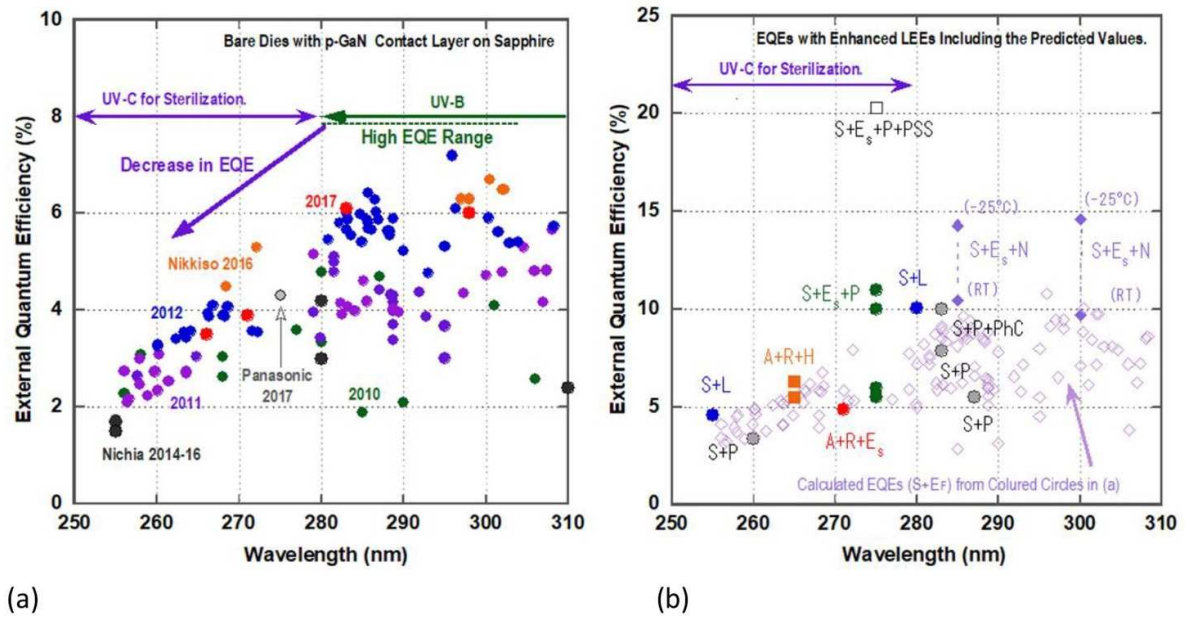 Bare Dies with p-GaN Contact Layer on Sapphire
UV-C for Sterilization.
UV-B
High EQE Range
Decrease in EQE
2017
Nikkiso 2016
2012
Panasonic
2017
2011
2010
Nichia 2014-16
External Quantum Efficiency (%)
10
8
6
4
2
0
250
260
270
280
290
300
310
Wavelength (nm)
(a)
EQEs with Enhanced LEEs Including the Predicted Values.
UV-C for Sterilization.
S+Es+P+PSS
(-25°C)
(-25°C)
S+Es+N
S+Es+N
S+L
S+Es+P
(RT)
(RT)
S+P+PhC
A+R+H
S+P
S+L
S+P
A+R+Es
S+P
Calculated EQEs (S+EF) from Colured Circles in (a)
External Quantum Efficiency (%)
25
20
15
10
5
0
250
260
270
280
290
300
310
Wavelength (nm)
(b)